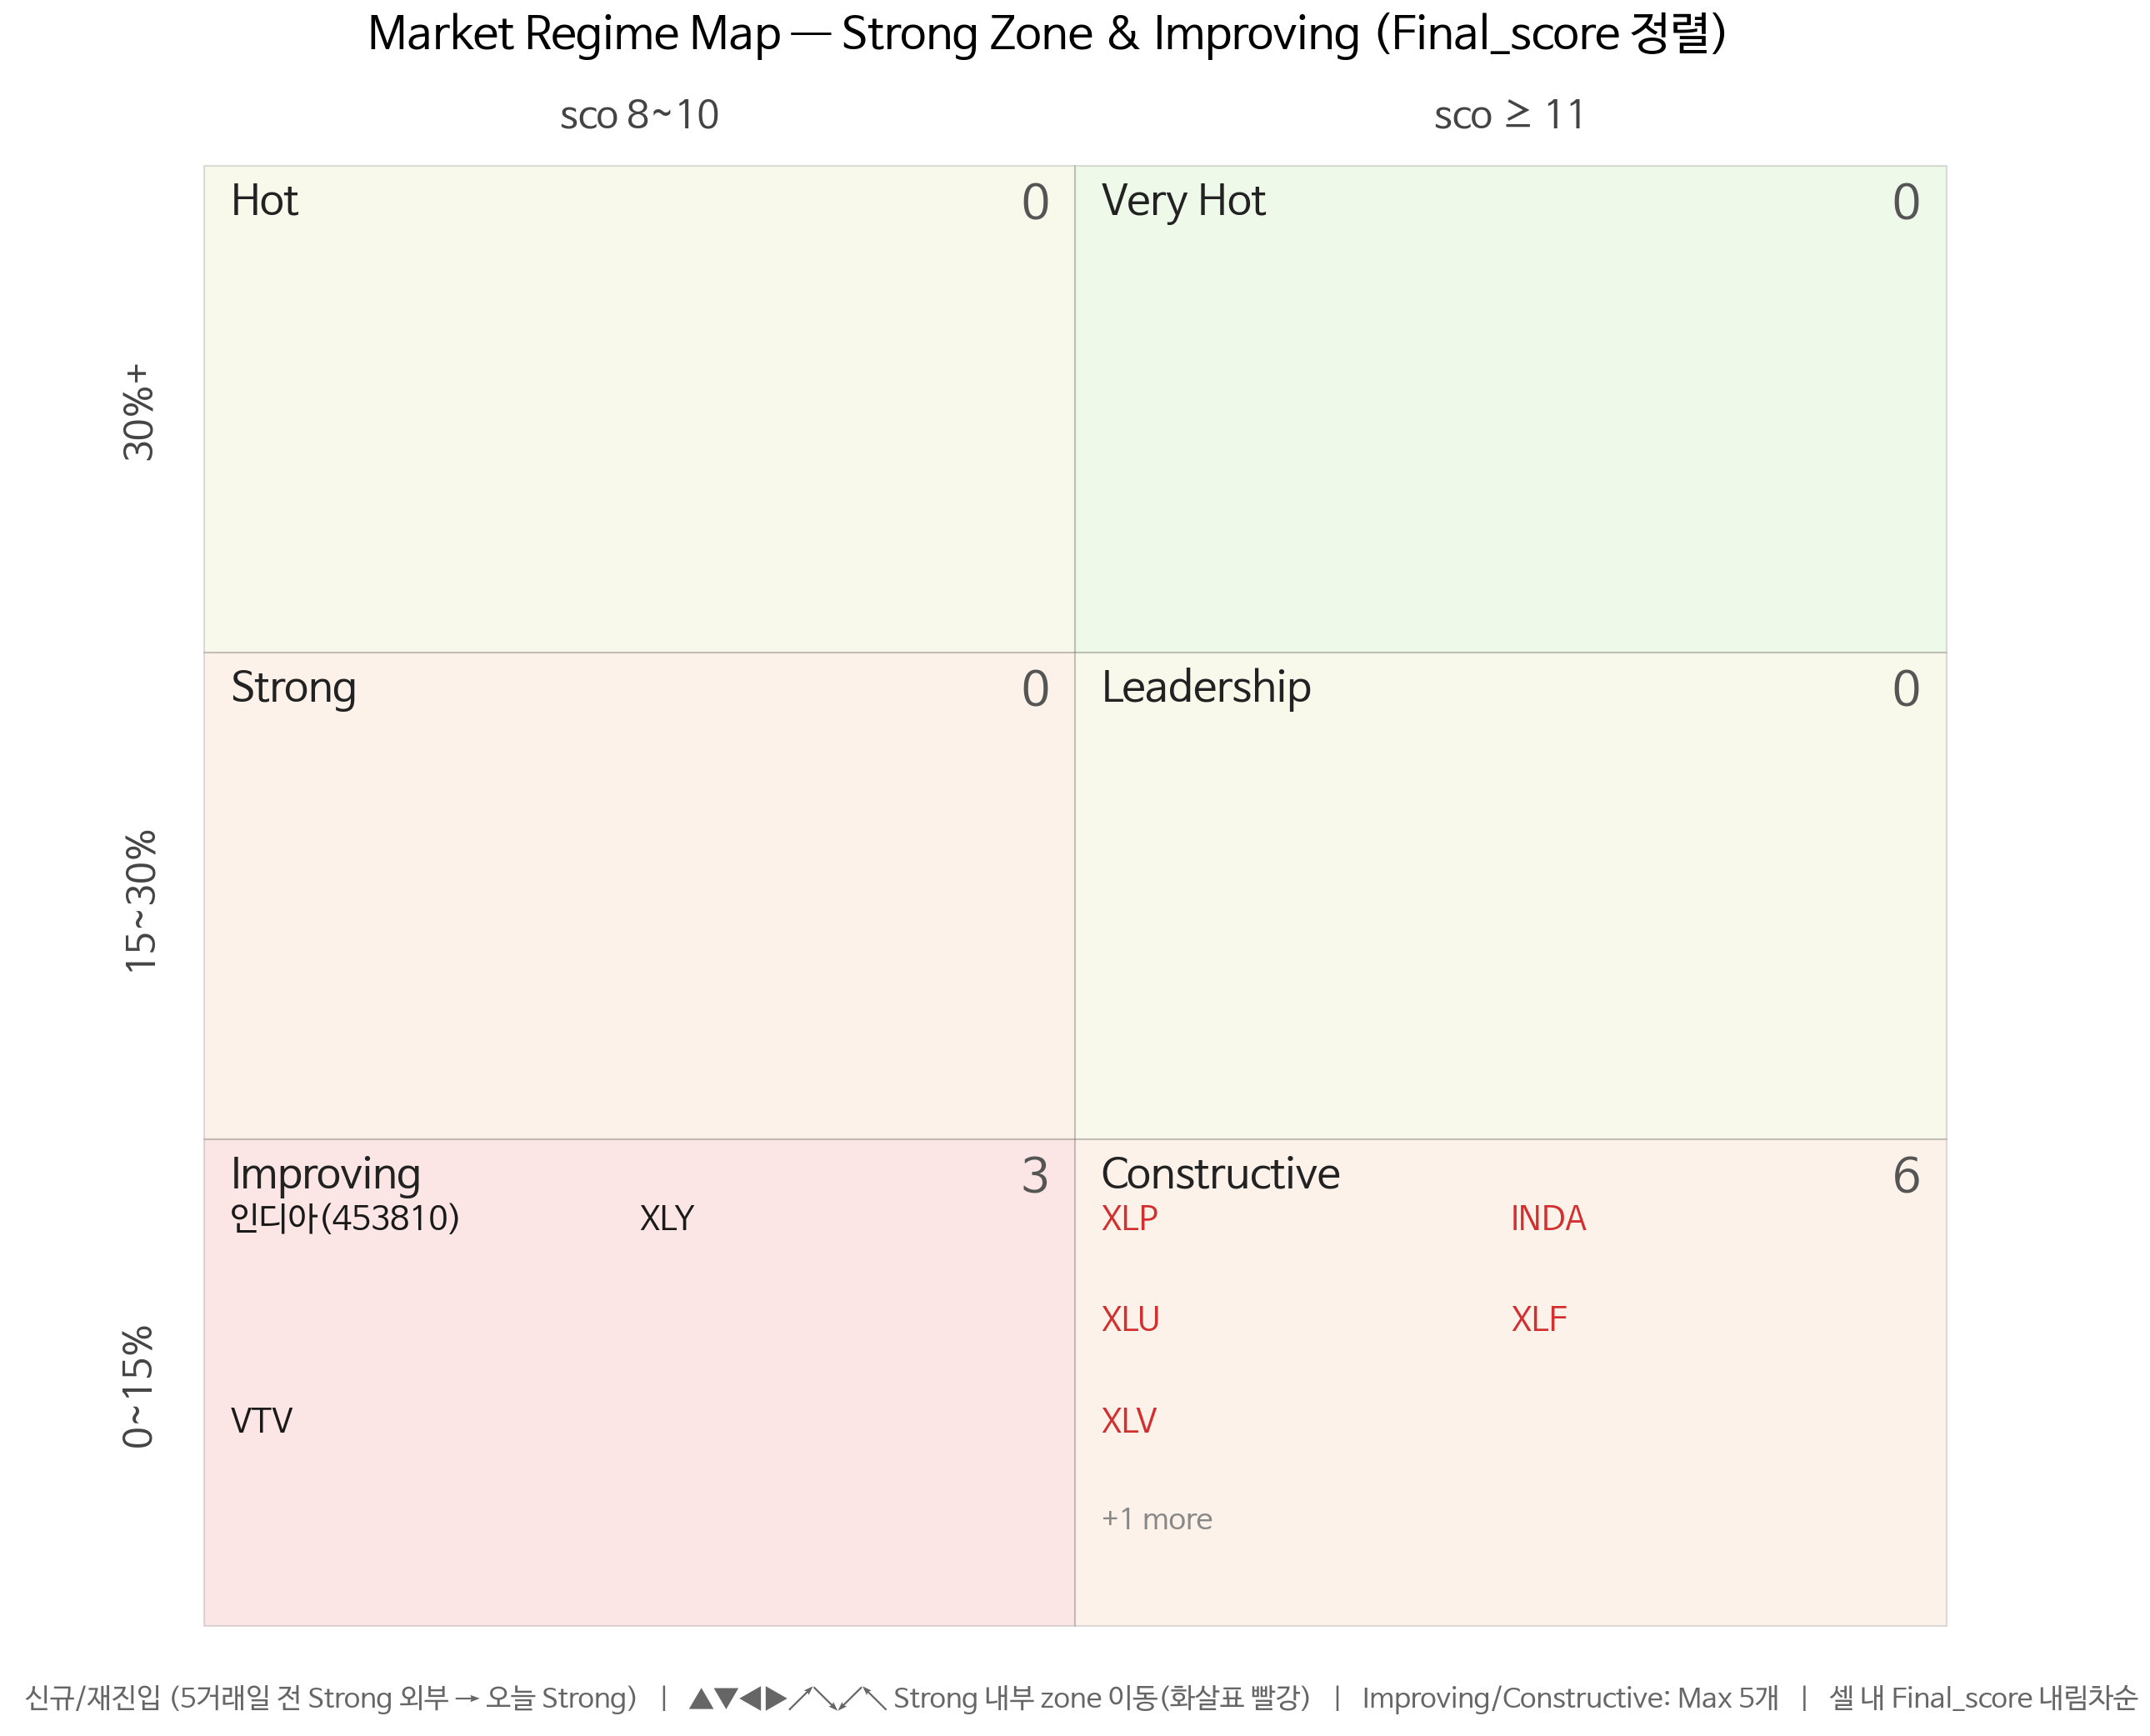 Market Regime Map — Strong Zone & Improving (Final_score 정렬)
sco 8~10
sco ≥ 11
30%+
Hot 0
Very Hot 0
15~30%
Strong 0
Leadership 0
0~15%
Improving 3
인디아(453810) XLY
VTV
Constructive 6
XLP INDA
XLU XLF
XLV
+1 more
신규/재진입 (5거래일 전 Strong 외부 → 오늘 Strong) | ▲▼◀▶↗↘↙↖ Strong 내부 zone 이동(화살표 빨강) | Improving/Constructive: Max 5개 | 셀 내 Final_score 내림차순